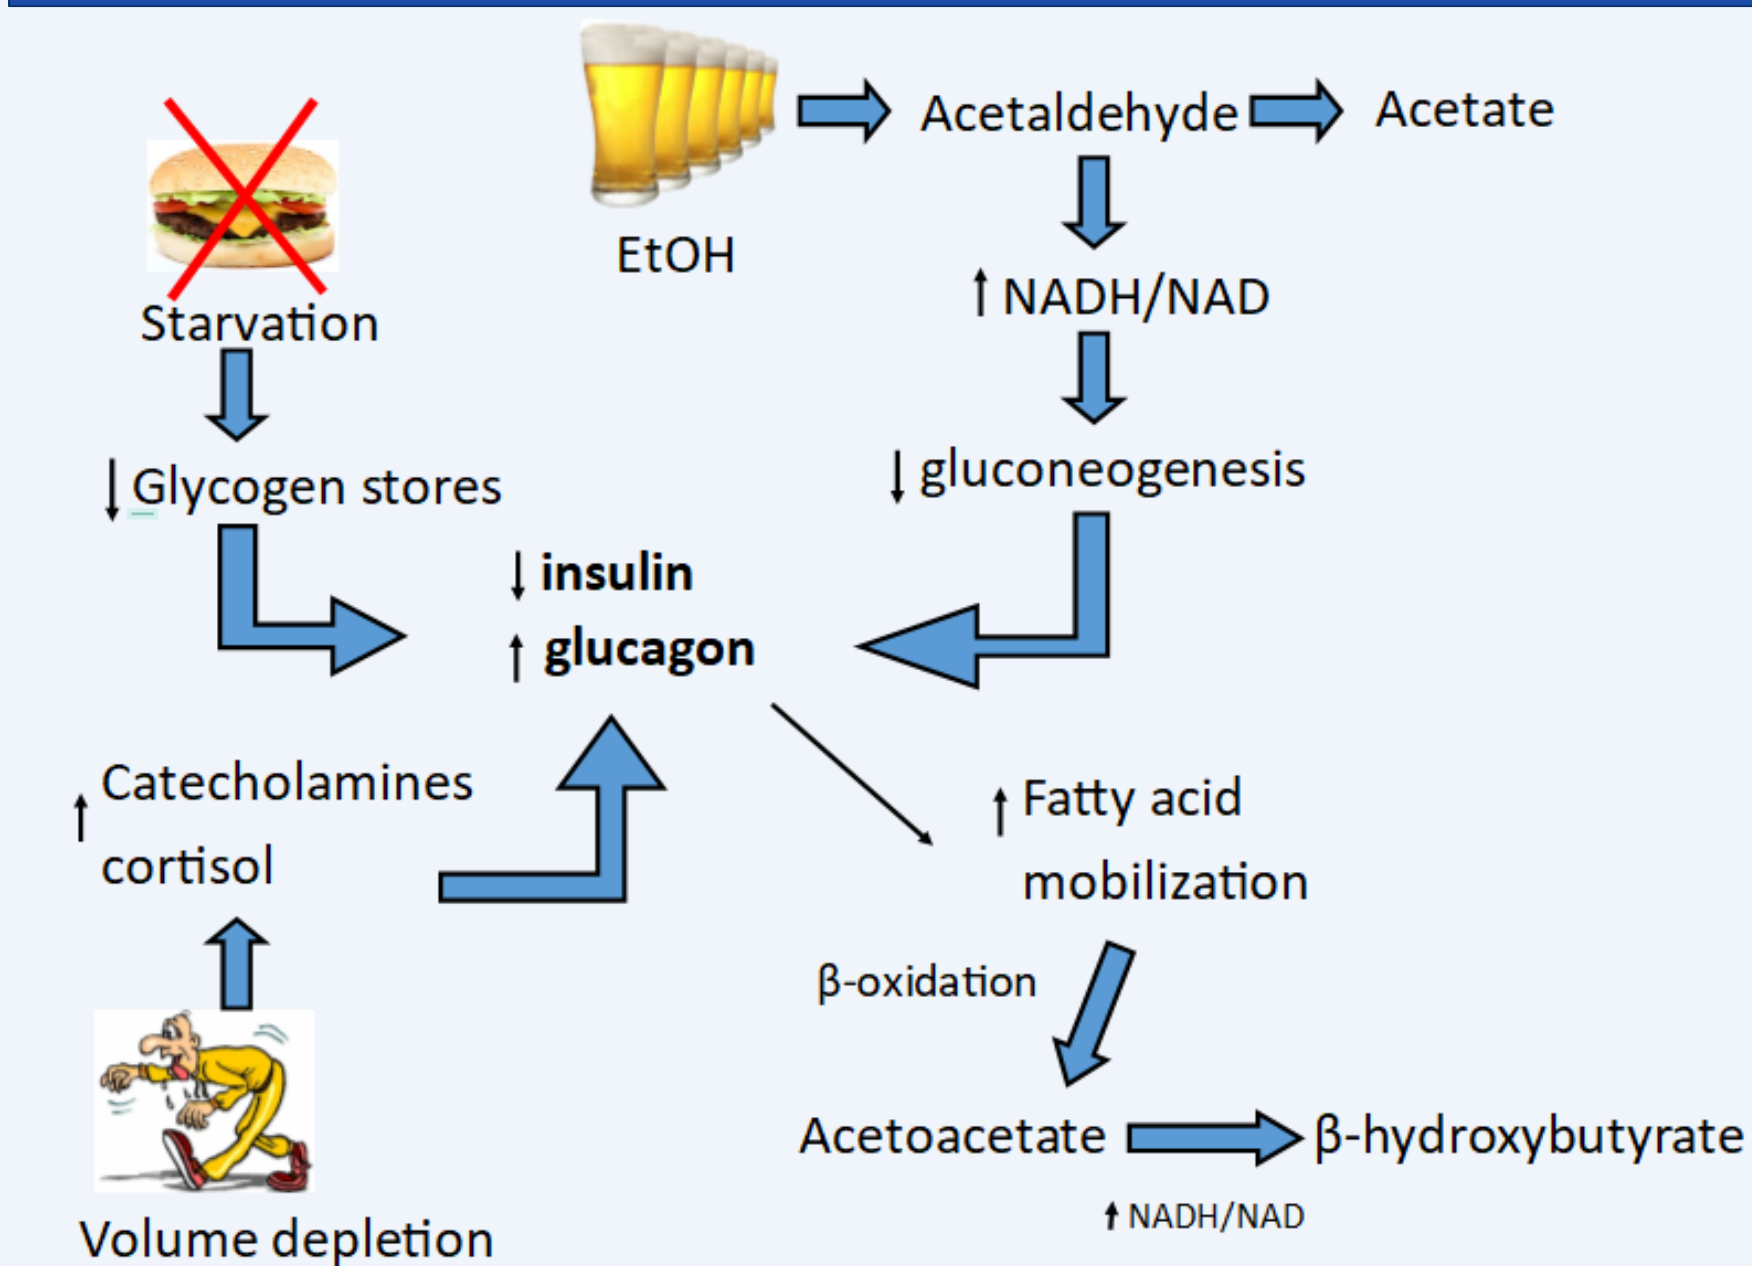 Acetaldehyde
Acetate
EtOH
↑ NADH/NAD
Starvation
↓ gluconeogenesis
↓ Glycogen stores
↓ insulin
↑ glucagon
↑ Catecholamines
cortisol
↑ Fatty acid
mobilization
β-oxidation
Acetoacetate
β-hydroxybutyrate
↑ NADH/NAD
Volume depletion